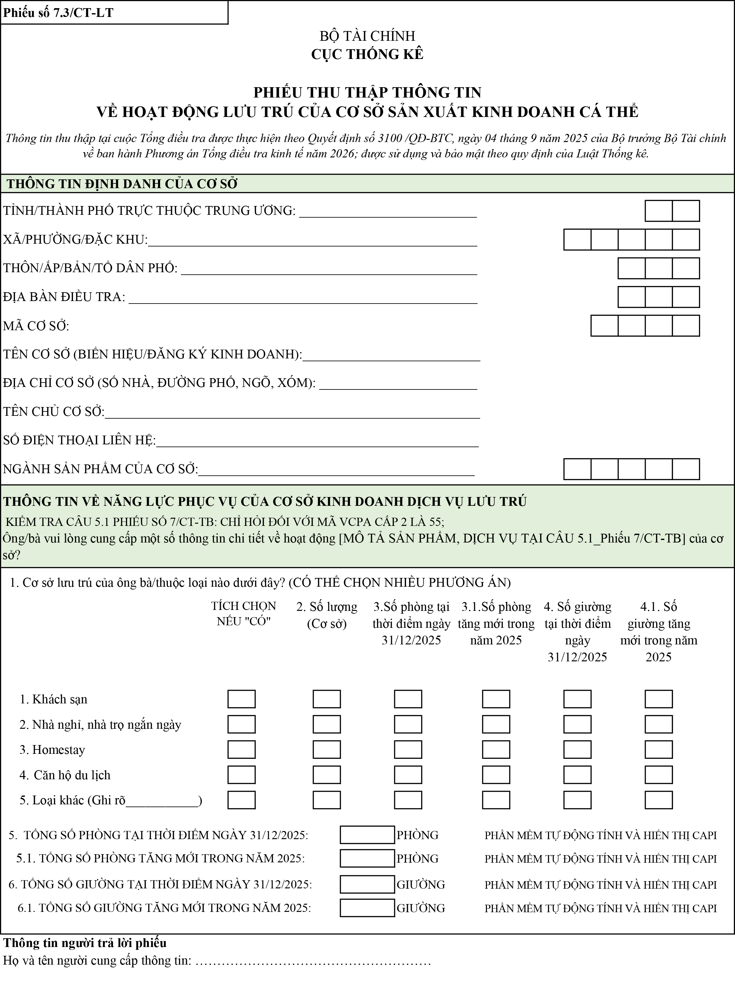 Phiếu số 7.3/CT-LT
BỘ TÀI CHÍNH
CỤC THỐNG KÊ
PHIẾU THU THẬP THÔNG TIN
VỀ HOẠT ĐỘNG LƯU TRÚ CỦA CƠ SỞ SẢN XUẤT KINH DOANH CÁ THỂ
Thông tin thu thập tại cuộc Tổng điều tra được thực hiện theo Quyết định số 3100 /QĐ-BTC, ngày 04 tháng 9 năm 2025 của Bộ trưởng Bộ Tài chính
về ban hành Phương án Tổng điều tra kinh tế năm 2026; được sử dụng và bảo mật theo quy định của Luật Thống kê.
THÔNG TIN ĐỊNH DANH CỦA CƠ SỞ
TỈNH/THÀNH PHỐ TRỰC THUỘC TRUNG ƯƠNG:
XÃ/PHƯỜNG/ĐẶC KHU:
THÔN/ẤP/BẢN/TỔ DÂN PHỐ:
ĐỊA BÀN ĐIỀU TRA:
MÃ CƠ SỞ:
TÊN CƠ SỞ (BIỂN HIỆU/ĐĂNG KÝ KINH DOANH):
ĐỊA CHỈ CƠ SỞ (SỐ NHÀ, ĐƯỜNG PHỐ, NGÕ, XÓM):
TÊN CHỦ CƠ SỞ:
SỐ ĐIỆN THOẠI LIÊN HỆ:
NGÀNH SẢN PHẨM CỦA CƠ SỞ:
THÔNG TIN VỀ NĂNG LỰC PHỤC VỤ CỦA CƠ SỞ KINH DOANH DỊCH VỤ LƯU TRÚ
KIỂM TRA CÂU 5.1 PHIẾU SỐ 7/CT-TB: CHỈ HỎI ĐỐI VỚI MÃ VCPA CẤP 2 LÀ 55;
Ông/bà vui lòng cung cấp một số thông tin chi tiết về hoạt động [MÔ TẢ SẢN PHẨM, DỊCH VỤ TẠI CÂU 5.1_Phiếu 7/CT-TB] của cơ
sở?
1. Cơ sở lưu trú của ông bà/thuộc loại nào dưới đây? (CÓ THỂ CHỌN NHIỀU PHƯƠNG ÁN)
TÍCH CHỌN
NẾU "CÓ"
2. Số lượng
(Cơ sở)
3.Số phòng tại
thời điểm ngày
31/12/2025
3.1.Số phòng
tăng mới trong
năm 2025
4. Số giường
tại thời điểm
ngày
31/12/2025
4.1. Số
giường tăng
mới trong năm
2025
1. Khách sạn
2. Nhà nghỉ, nhà trọ ngắn ngày
3. Homestay
4. Căn hộ du lịch
5. Loại khác (Ghi rõ___________)
5. TỔNG SỐ PHÒNG TẠI THỜI ĐIỂM NGÀY 31/12/2025: PHÒNG PHẦN MỀM TỰ ĐỘNG TÍNH VÀ HIỂN THỊ CAPI
5.1. TỔNG SỐ PHÒNG TĂNG MỚI TRONG NĂM 2025: PHÒNG PHẦN MỀM TỰ ĐỘNG TÍNH VÀ HIỂN THỊ CAPI
6. TỔNG SỐ GIƯỜNG TẠI THỜI ĐIỂM NGÀY 31/12/2025: GIƯỜNG PHẦN MỀM TỰ ĐỘNG TÍNH VÀ HIỂN THỊ CAPI
6.1. TỔNG SỐ GIƯỜNG TĂNG MỚI TRONG NĂM 2025: GIƯỜNG PHẦN MỀM TỰ ĐỘNG TÍNH VÀ HIỂN THỊ CAPI
Thông tin người trả lời phiếu
Họ và tên người cung cấp thông tin: ………………………………………………